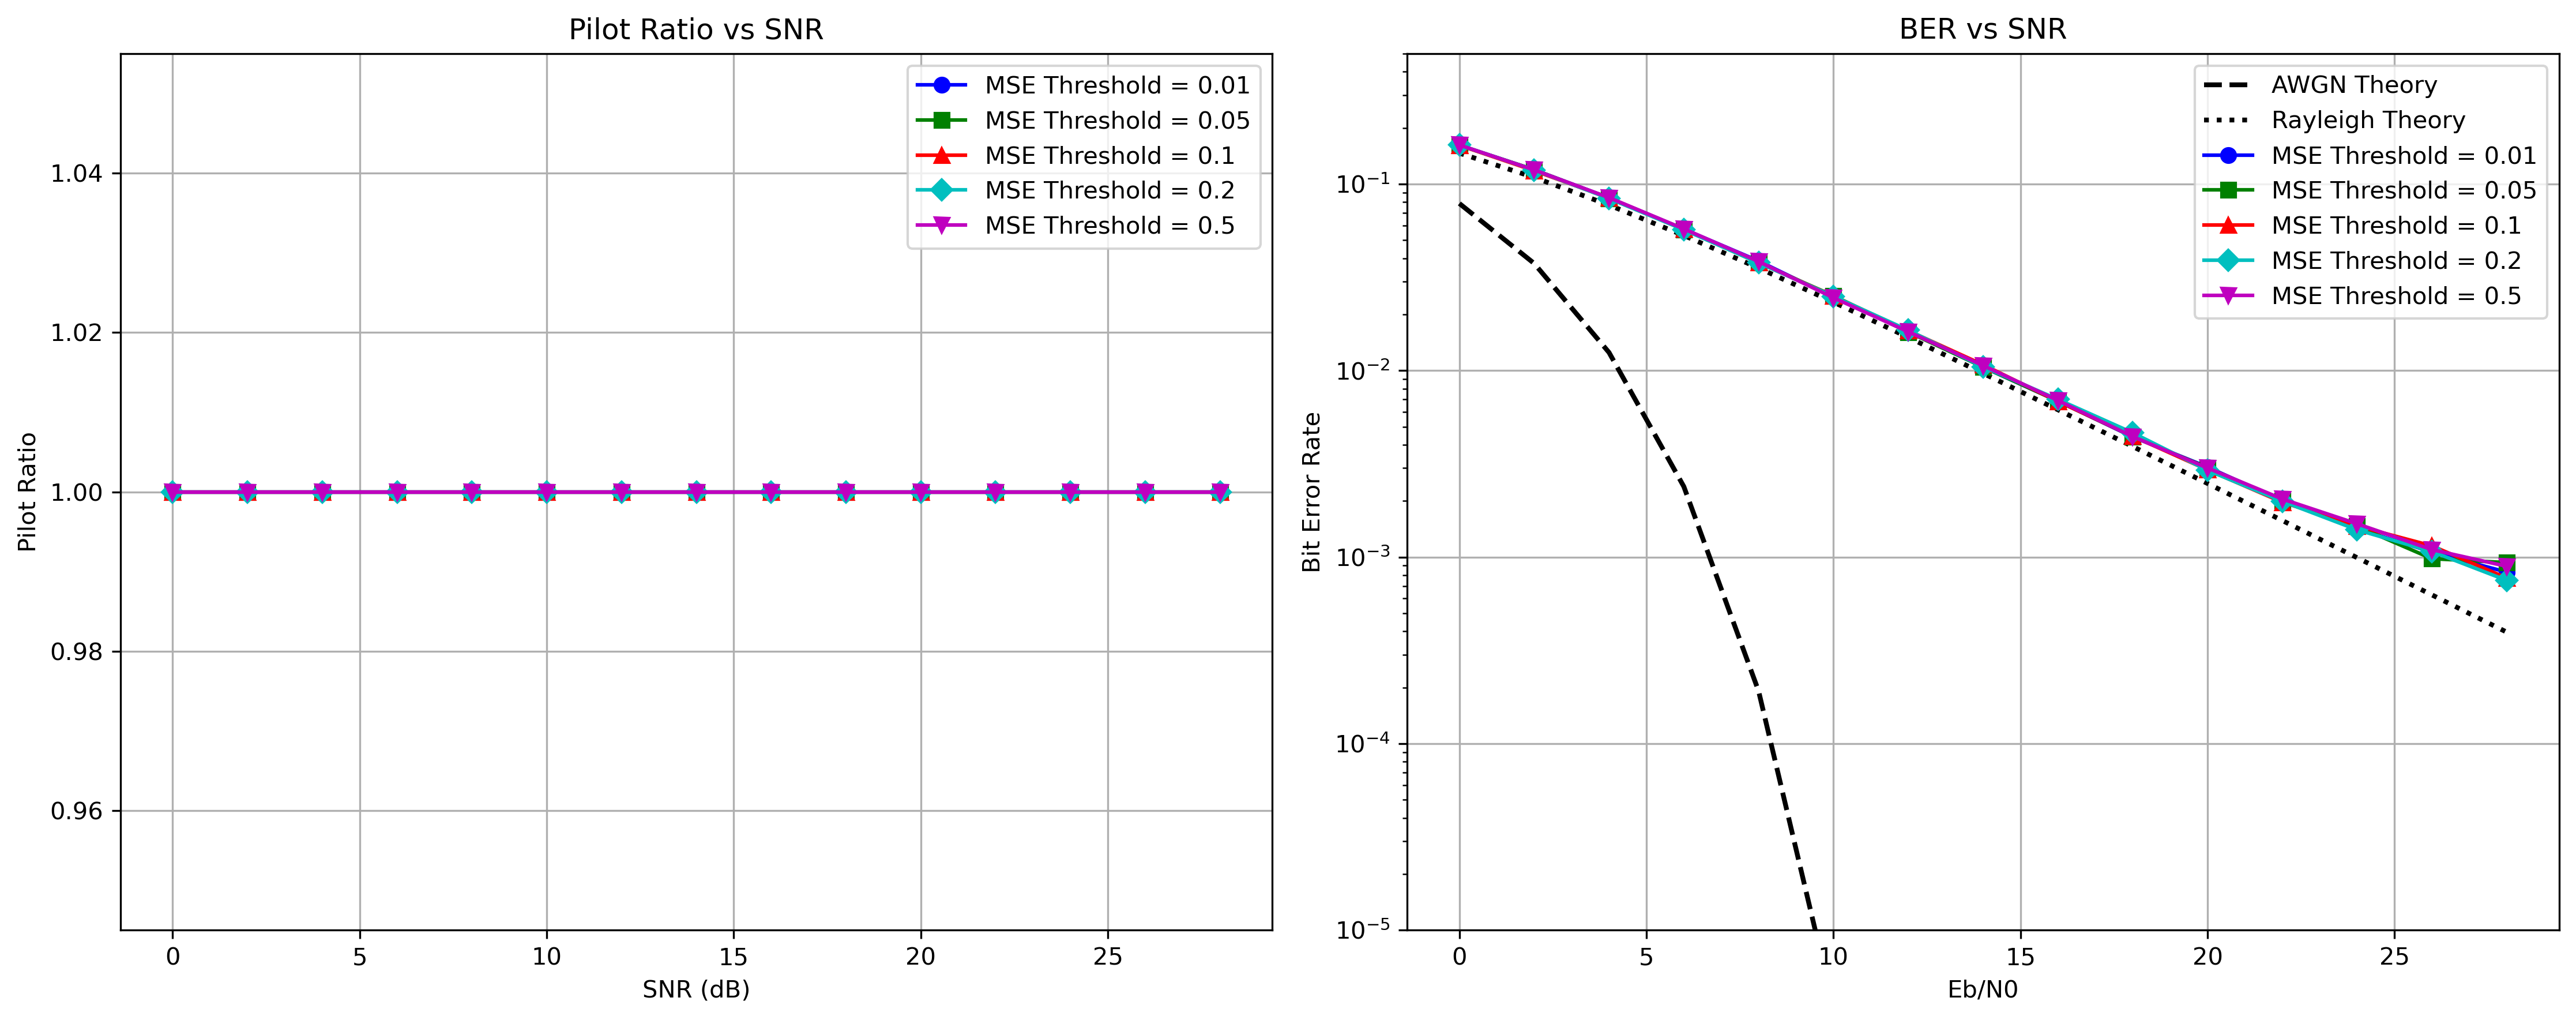 Pilot Ratio vs SNR
MSE Threshold = 0.01
MSE Threshold = 0.05
MSE Threshold = 0.1
MSE Threshold = 0.2
MSE Threshold = 0.5
Pilot Ratio
1.04
1.02
1.00
0.98
0.96
0
5
10
15
20
25
SNR (dB)
BER vs SNR
AWGN Theory
Rayleigh Theory
MSE Threshold = 0.01
MSE Threshold = 0.05
MSE Threshold = 0.1
MSE Threshold = 0.2
MSE Threshold = 0.5
Bit Error Rate
10⁻¹
10⁻²
10⁻³
10⁻⁴
10⁻⁵
0
5
10
15
20
25
Eb/N0